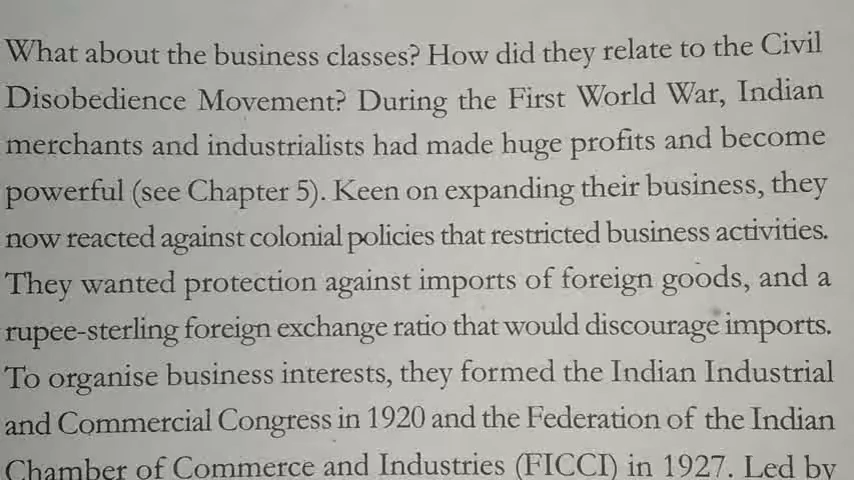 What about the business classes? How did they relate to the Civil
Disobedience Movement? During the First World War, Indian
merchants and industrialists had made huge profits and become
powerful (see Chapter 5). Keen on expanding their business, they
now reacted against colonial policies that restricted business activities.
They wanted protection against imports of foreign goods, and a
rupee-sterling foreign exchange ratio that would discourage imports.
To organise business interests, they formed the Indian Industrial
and Commercial Congress in 1920 and the Federation of the Indian
Chamber of Commerce and Industries (FICCI) in 1927. Led by